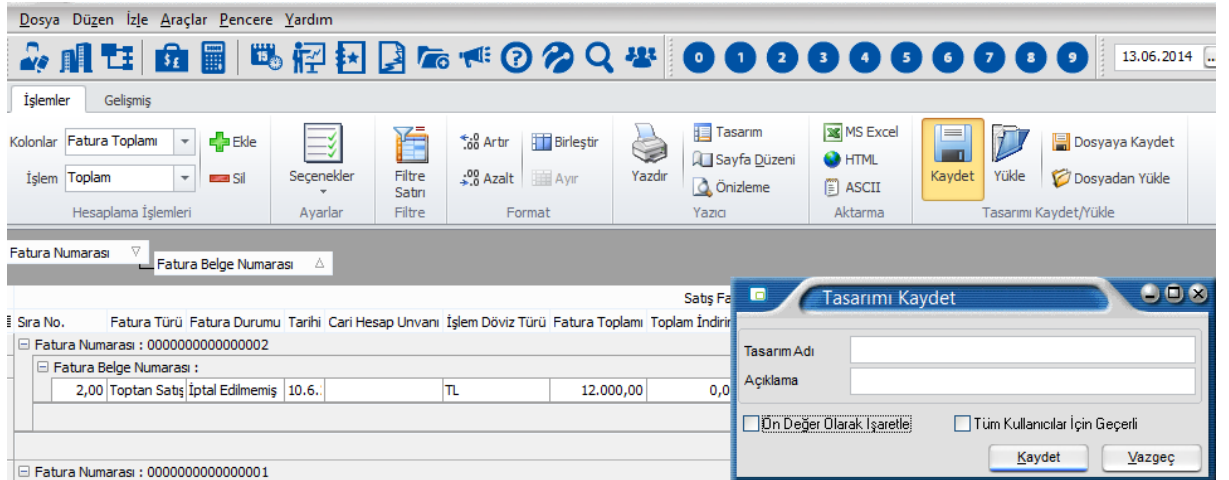 Dosya Düzen İzle Araçlar Pencere Yardım
15 $£ ? 0 1 2 3 4 5 6 7 8 9 13.06.2014 ...
İşlemler Gelişmiş
Kolonlar Fatura Toplamı Ekle
İşlem Toplam Sil
Hesaplama İşlemleri
Seçenekler
Ayarlar
Filtre
Satırı
Filtre
Artır Birleştir
Azalt Ayır
Format
Yazdır
Tasarım
Sayfa Düzeni
Önizleme
Yazıcı
MS Excel
HTML
ASCII
Aktarma
Kaydet Yükle
Dosyaya Kaydet
Dosyadan Yükle
Tasarımı Kaydet/Yükle
Fatura Numarası
Fatura Belge Numarası
Satış Fa
Sıra No. Fatura Türü Fatura Durumu Tarihi Cari Hesap Unvanı İşlem Döviz Türü Fatura Toplamı Toplam İndirim
Fatura Numarası : 0000000000000002
Fatura Belge Numarası :
2,00 Toptan Satış İptal Edilmemiş 10.6.. TL 12.000,00 0,0
Fatura Numarası : 0000000000000001
Tasarımı Kaydet
Tasarım Adı
Açıklama
Ön Değer Olarak İşaretle Tüm Kullanıcılar İçin Geçerli
Kaydet Vazgeç